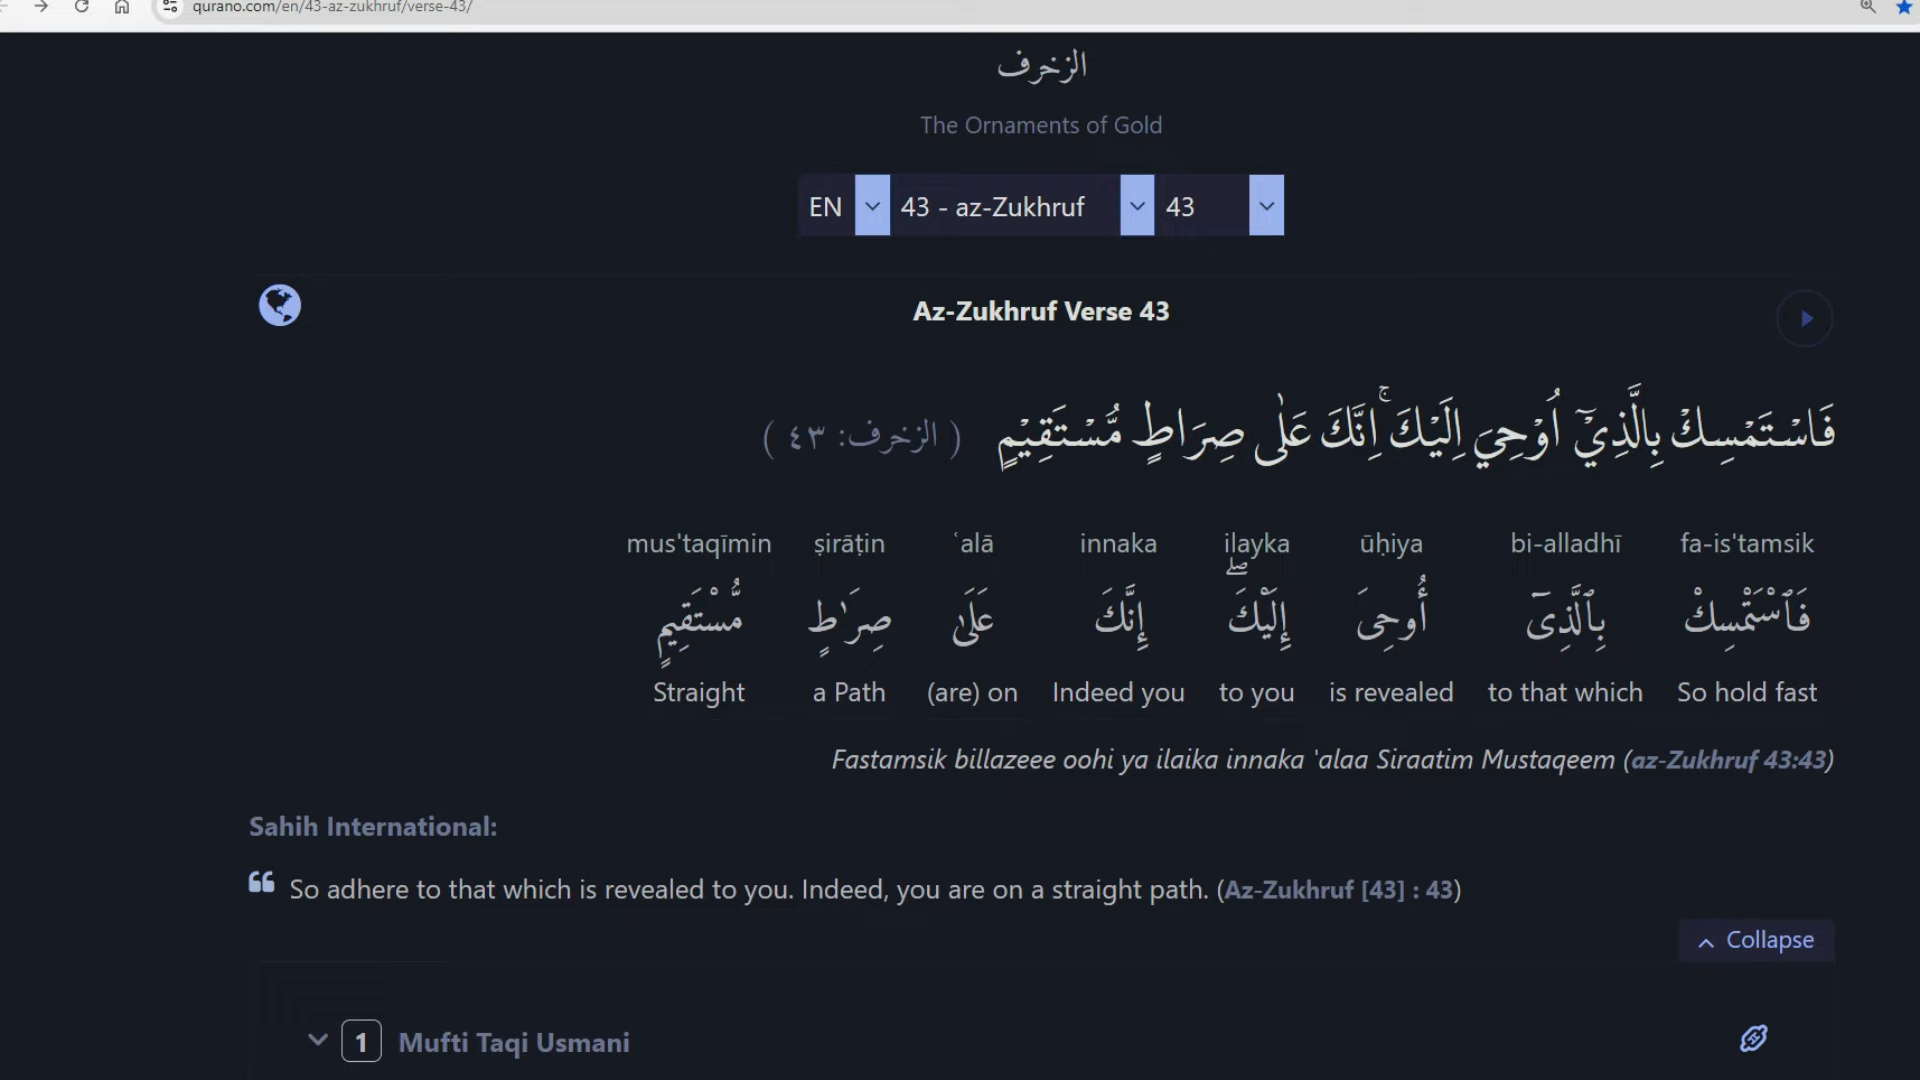 qurano.com/en/43-az-zukhruf/verse-43/
الزخرف
The Ornaments of Gold
EN 43 - az-Zukhruf 43
Az-Zukhruf Verse 43
فَاسْتَمْسِكْ بِالَّذِيْٓ اُوْحِيَ اِلَيْكَ ۚاِنَّكَ عَلٰى صِرَاطٍ مُّسْتَقِيْمٍ ( الزخرف: ٤٣ )
mus'taqīmin ṣirāṭin ʿalā innaka ilayka ūḥiya bi-alladhī fa-is'tamsik
فَٱسْتَمْسِكْ بِٱلَّذِىٓ أُوحِىَ إِلَيْكَۖ إِنَّكَ عَلَىٰ صِرَٰطٍ مُّسْتَقِيمٍ
Straight a Path (are) on Indeed you to you is revealed to that which So hold fast
Fastamsik billazeee oohi ya ilaika innaka 'alaa Siraatim Mustaqeem (az-Zukhruf 43:43)
Sahih International:
So adhere to that which is revealed to you. Indeed, you are on a straight path. (Az-Zukhruf [43] : 43)
Collapse
1 Mufti Taqi Usmani